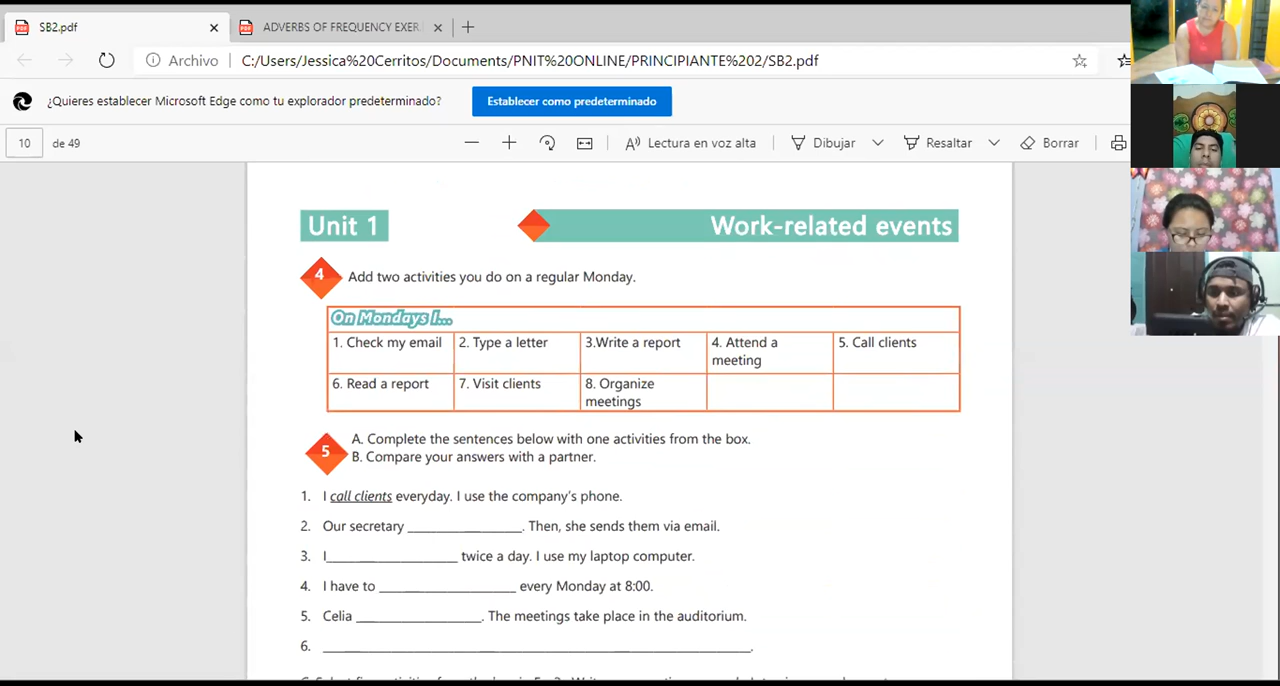 SB2.pdf
ADVERBS OF FREQUENCY EXER
Archivo
C:/Users/Jessica%20Cerritos/Documents/PNIT%20ONLINE/PRINCIPIANTE%202/SB2.pdf
¿Quieres establecer Microsoft Edge como tu explorador predeterminado?
Establecer como predeterminado
10 de 49
Lectura en voz alta
Dibujar
Resaltar
Borrar
Unit 1
Work-related events
4 Add two activities you do on a regular Monday.
On Mondays I...
1. Check my email 2. Type a letter 3.Write a report 4. Attend a meeting 5. Call clients
6. Read a report 7. Visit clients 8. Organize meetings
5 A. Complete the sentences below with one activities from the box.
B. Compare your answers with a partner.
1. I call clients everyday. I use the company's phone.
2. Our secretary ________________. Then, she sends them via email.
3. I__________________ twice a day. I use my laptop computer.
4. I have to ___________________ every Monday at 8:00.
5. Celia _________________. The meetings take place in the auditorium.
6. ____________________________________________________________.